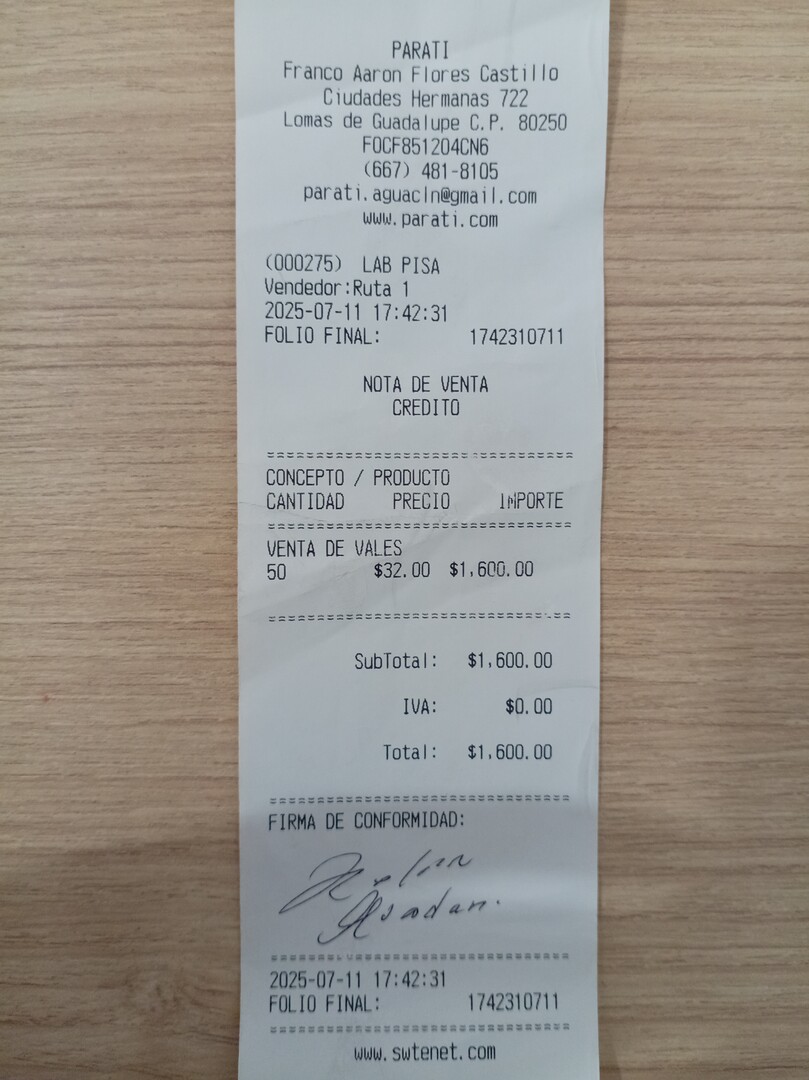 PARATI
Franco Aaron Flores Castillo
Ciudades Hermanas 722
Lomas de Guadalupe C.P. 80250
FOCF851204CN6
(667) 481-8105
parati.aguacln@gmail.com
www.parati.com
(000275) LAB PISA
Vendedor:Ruta 1
2025-07-11 17:42:31
FOLIO FINAL: 1742310711
NOTA DE VENTA
CREDITO
==============================
CONCEPTO / PRODUCTO
CANTIDAD PRECIO IMPORTE
==============================
VENTA DE VALES
50 $32.00 $1,600.00
==============================
SubTotal: $1,600.00
IVA: $0.00
Total: $1,600.00
==============================
FIRMA DE CONFORMIDAD:
==============================
2025-07-11 17:42:31
FOLIO FINAL: 1742310711
==============================
www.swtenet.com